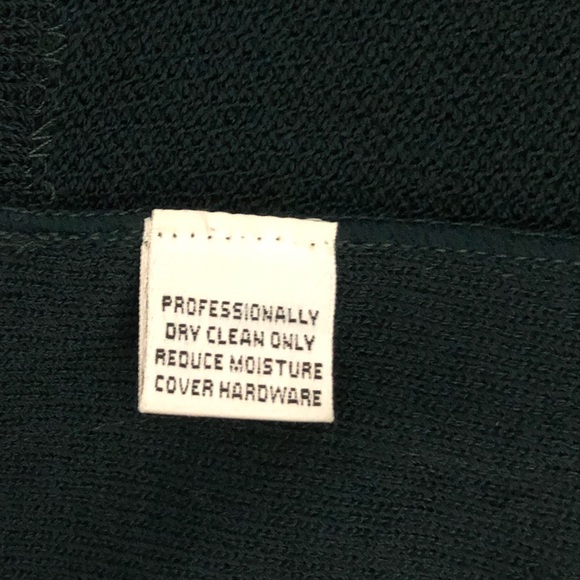 PROFESSIONALLY
DRY CLEAN ONLY
REDUCE MOISTURE
COVER HARDWARE